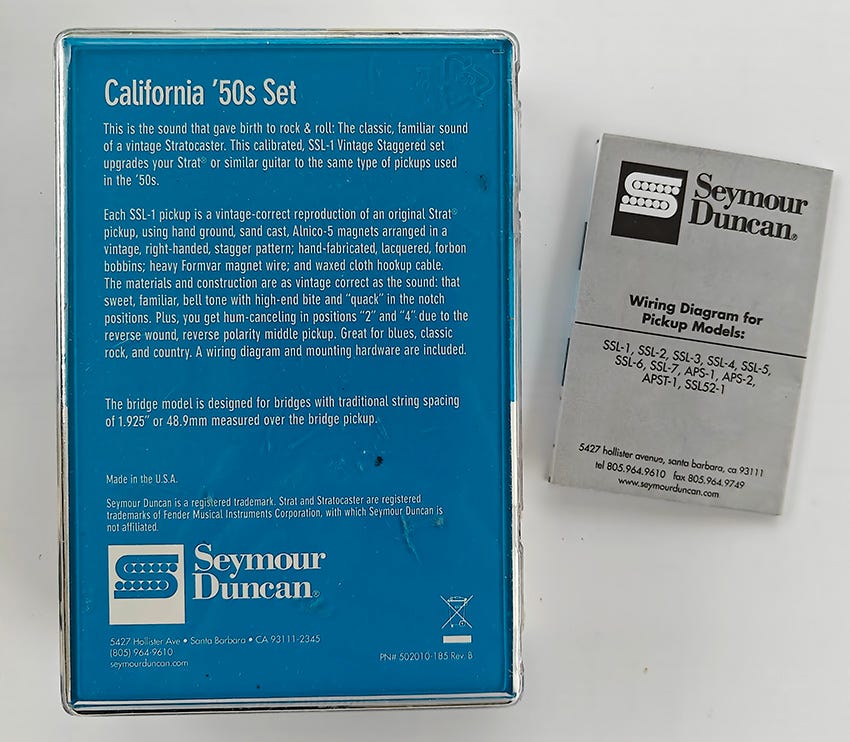 California '50s Set
This is the sound that gave birth to rock & roll: The classic, familiar sound
of a vintage Stratocaster. This calibrated, SSL-1 Vintage Staggered set
upgrades your Strat® or similar guitar to the same type of pickups used
in the '50s.
Each SSL-1 pickup is a vintage-correct reproduction of an original Strat®
pickup, using hand ground, sand cast, Alnico-5 magnets arranged in a
vintage, right-handed, stagger pattern; hand-fabricated, lacquered, forbon
bobbins; heavy Formvar magnet wire; and waxed cloth hookup cable.
The materials and construction are as vintage correct as the sound: that
sweet, familiar, bell tone with high-end bite and "quack" in the notch
positions. Plus, you get hum-canceling in positions "2" and "4" due to the
reverse wound, reverse polarity middle pickup. Great for blues, classic
rock, and country. A wiring diagram and mounting hardware are included.
The bridge model is designed for bridges with traditional string spacing
of 1.925" or 48.9mm measured over the bridge pickup.
Made in the U.S.A.
Seymour Duncan is a registered trademark. Strat and Stratocaster are registered
trademarks of Fender Musical Instruments Corporation, with which Seymour Duncan is
not affiliated.
Seymour
Duncan®
5427 Hollister Ave • Santa Barbara • CA 93111-2345
(805) 964-9610
seymourduncan.com
PN# 502010-185 Rev. B
Seymour
Duncan®
Wiring Diagram for
Pickup Models:
SSL-1, SSL-2, SSL-3, SSL-4, SSL-5,
SSL-6, SSL-7, APS-1, APS-2,
APST-1, SSL52-1
5427 hollister avenue, santa barbara, ca 93111
tel 805.964.9610 fax 805.964.9749
www.seymourduncan.com